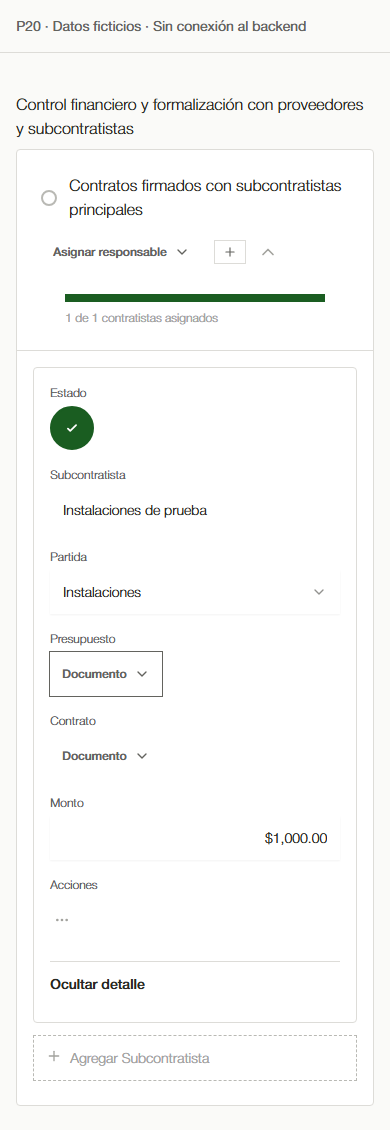 P20 · Datos ficticios · Sin conexión al backend
Control financiero y formalización con proveedores
y subcontratistas
Contratos firmados con subcontratistas
principales
Asignar responsable
1 de 1 contratistas asignados
Estado
Subcontratista
Instalaciones de prueba
Partida
Instalaciones
Presupuesto
Documento
Contrato
Documento
Monto
$1,000.00
Acciones
...
Ocultar detalle
+ Agregar Subcontratista